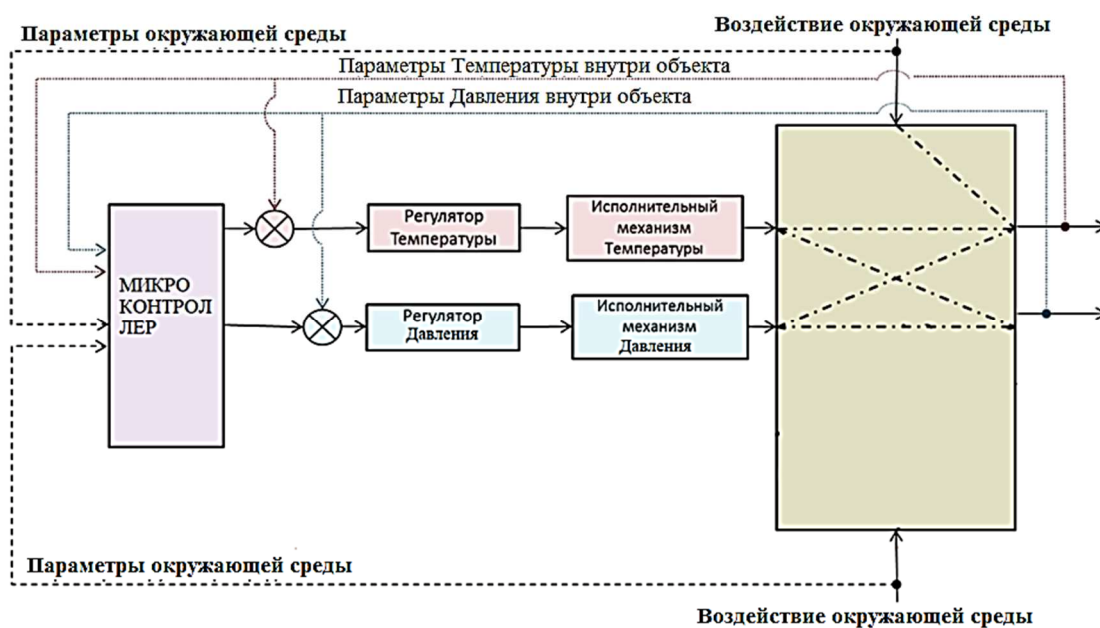 Воздействие окружающей среды
Параметры окружающей среды
Параметры Температуры внутри объекта
Параметры Давления внутри объекта
Регулятор
Температуры
Исполнительный
механизм
Температуры
МИКРО
КОНТРОЛ
ЛЕР
Регулятор
Давления
Исполнительный
механизм
Давления
Параметры окружающей среды
Воздействие окружающей среды